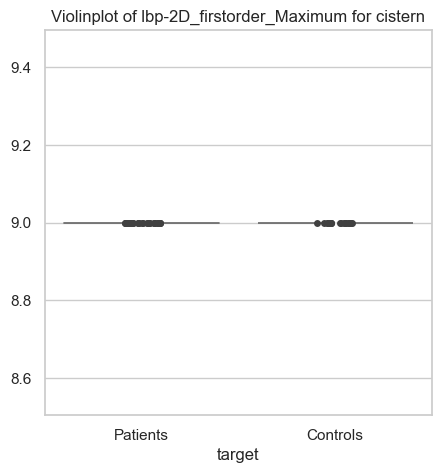 Violinplot of lbp-2D_firstorder_Maximum for cistern
9.4
9.2
9.0
8.8
8.6
Patients
Controls
target